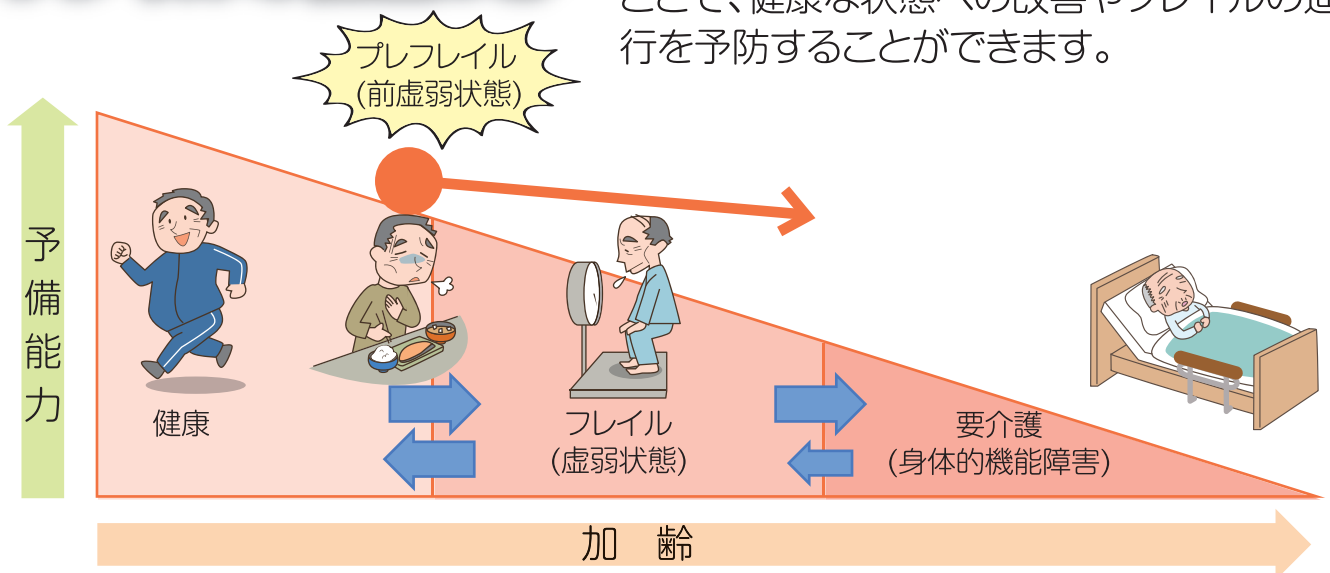 行を予防することができます。
プレフレイル
(前虚弱状態)
予備能力
健康
フレイル
(虚弱状態)
要介護
(身体的機能障害)
加齢